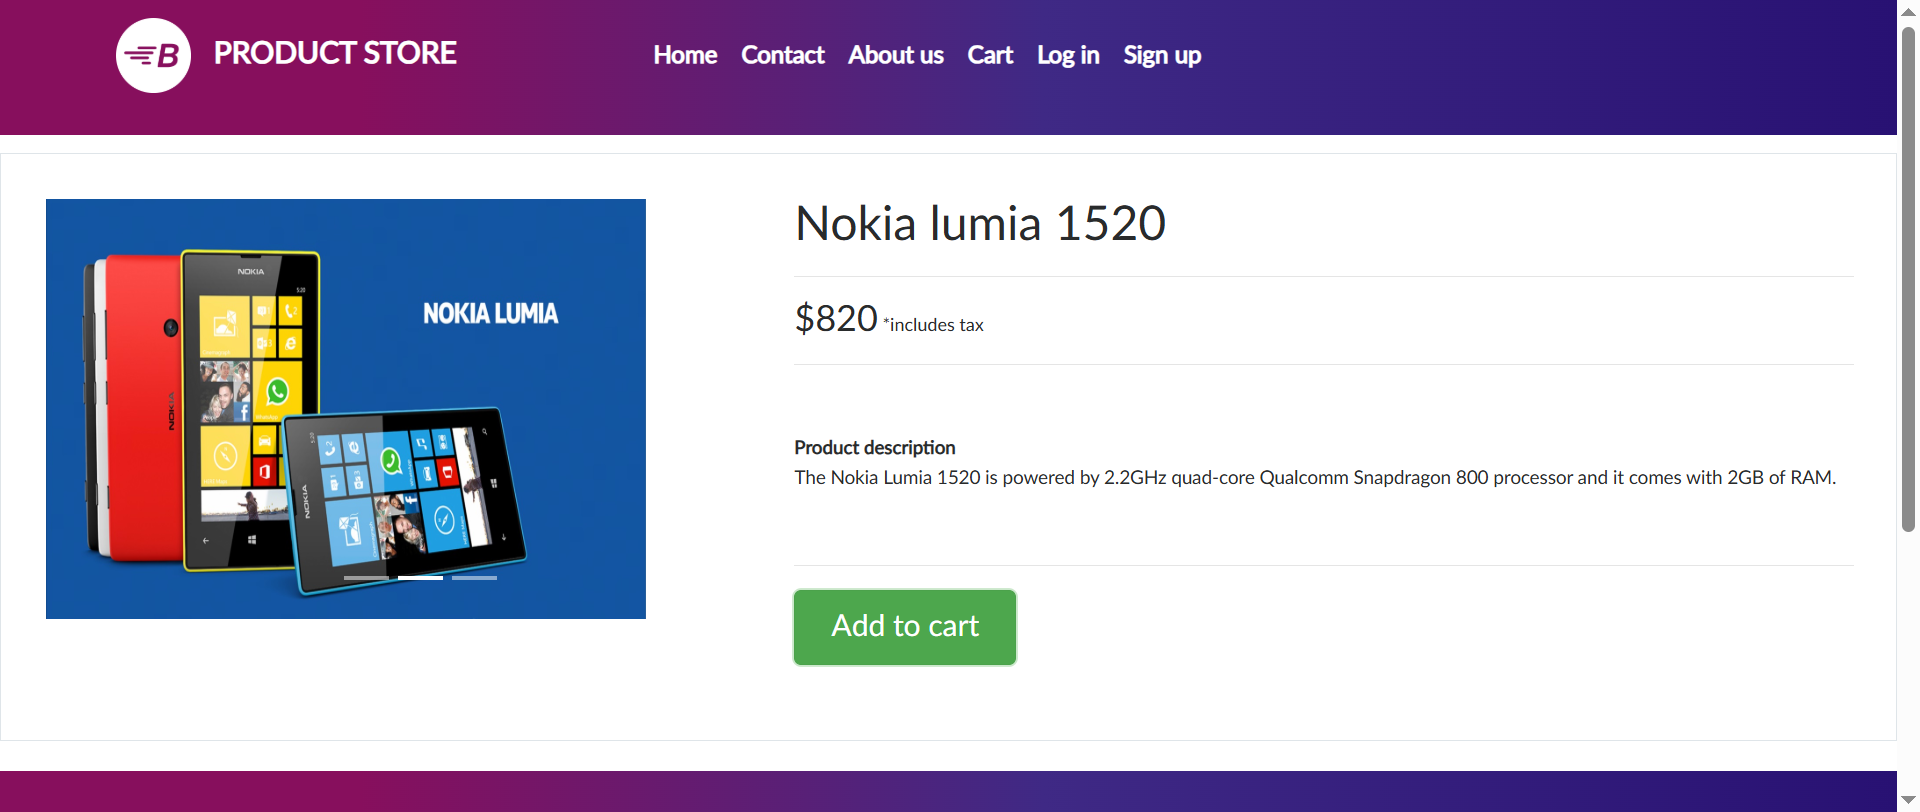 B PRODUCT STORE Home Contact About us Cart Log in Sign up
Nokia lumia 1520
$820 *includes tax
Product description
The Nokia Lumia 1520 is powered by 2.2GHz quad-core Qualcomm Snapdragon 800 processor and it comes with 2GB of RAM.
Add to cart
NOKIA
NOKIA LUMIA
NOKIA
NOKIA